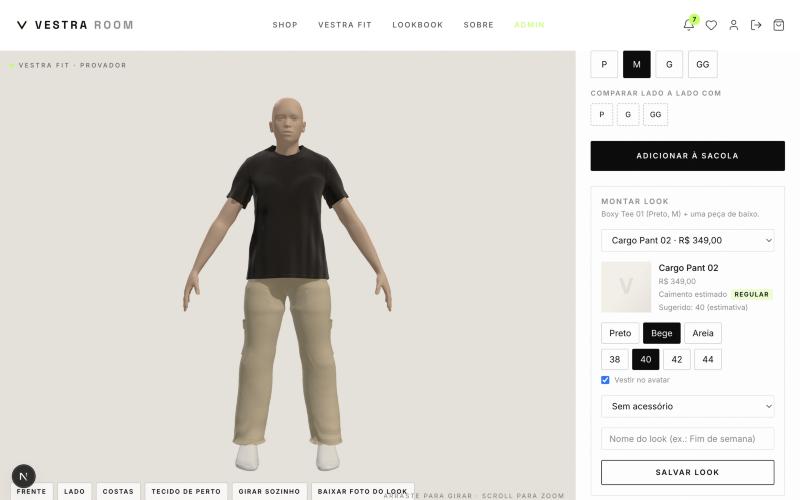 VESTRA ROOM
SHOP VESTRA FIT LOOKBOOK SOBRE ADMIN
7
VESTRA FIT · PROVADOR
P M G GG
COMPARAR LADO A LADO COM
P G GG
ADICIONAR À SACOLA
MONTAR LOOK
Boxy Tee 01 (Preto, M) + uma peça de baixo.
Cargo Pant 02 · R$ 349,00
V
Cargo Pant 02
R$ 349,00
Caimento estimado REGULAR
Sugerido: 40 (estimativa)
Preto Bege Areia
38 40 42 44
Vestir no avatar
Sem acessório
Nome do look (ex.: Fim de semana)
SALVAR LOOK
N
FRENTE LADO COSTAS TECIDO DE PERTO GIRAR SOZINHO BAIXAR FOTO DO LOOK
ARRASTE PARA GIRAR · SCROLL PARA ZOOM